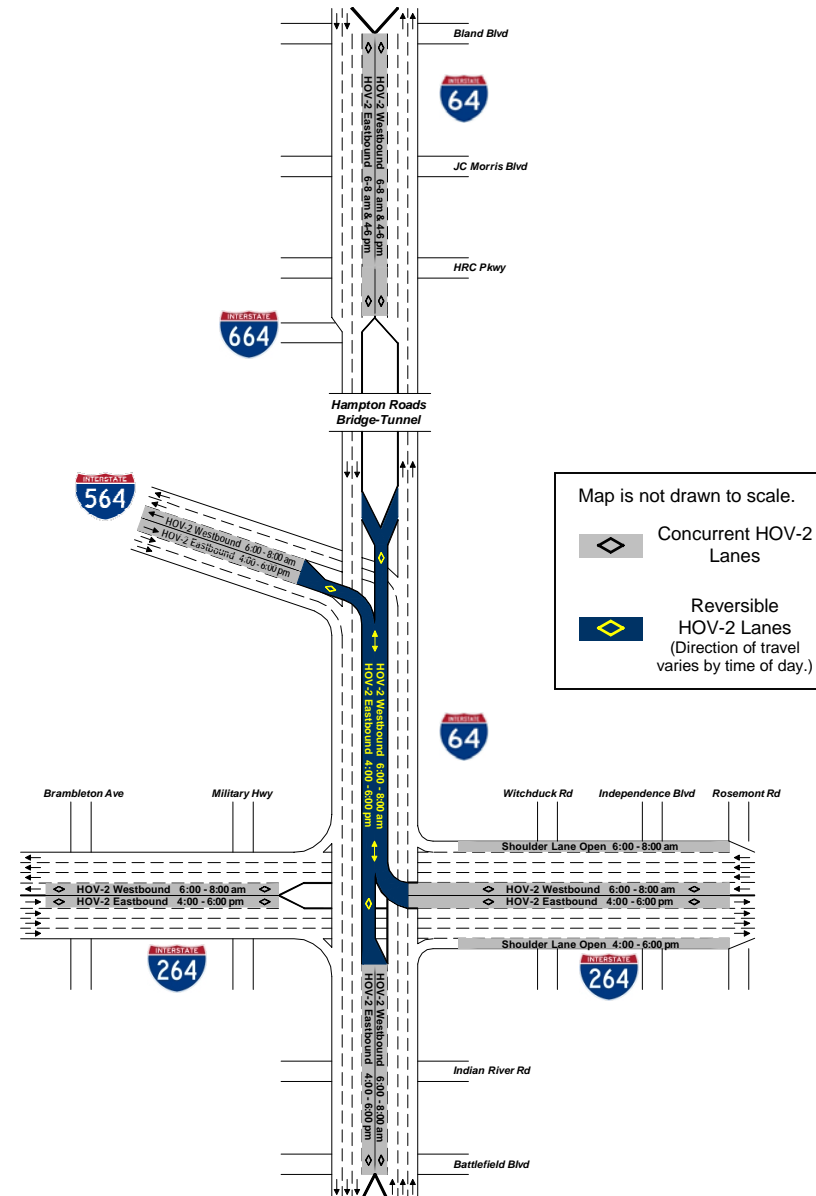 Bland Blvd
INTERSTATE
64
HOV-2 Westbound 6-8 am & 4-6 pm
HOV-2 Eastbound 6-8 am & 4-6 pm
JC Morris Blvd
HRC Pkwy
INTERSTATE
664
Hampton Roads
Bridge-Tunnel
INTERSTATE
564
HOV-2 Westbound 6:00 - 8:00 am
HOV-2 Eastbound 4:00 - 6:00 pm
Map is not drawn to scale.
Concurrent HOV-2
Lanes
Reversible
HOV-2 Lanes
(Direction of travel
varies by time of day.)
HOV-2 Westbound 6:00 - 8:00 am
HOV-2 Eastbound 4:00 - 6:00 pm
INTERSTATE
64
Brambleton Ave
Military Hwy
Witchduck Rd
Independence Blvd
Rosemont Rd
Shoulder Lane Open 6:00 - 8:00 am
HOV-2 Westbound 6:00 - 8:00 am
HOV-2 Eastbound 4:00 - 6:00 pm
HOV-2 Westbound 6:00 - 8:00 am
HOV-2 Eastbound 4:00 - 6:00 pm
Shoulder Lane Open 4:00 - 6:00 pm
INTERSTATE
264
INTERSTATE
264
HOV-2 Westbound 6:00 - 8:00 am
HOV-2 Eastbound 4:00 - 6:00 pm
Indian River Rd
Battlefield Blvd